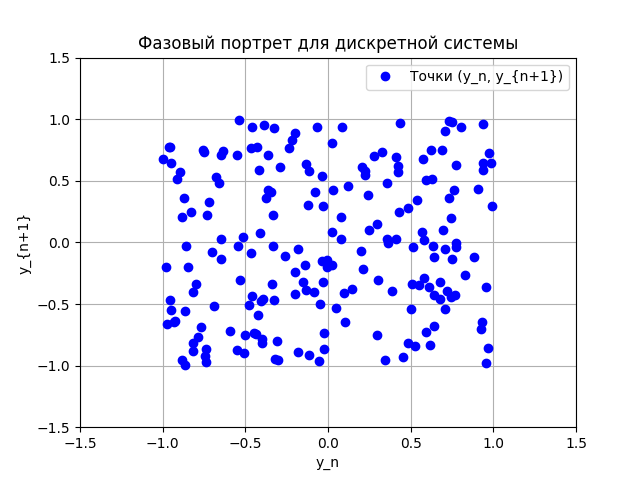 Фазовый портрет для дискретной системы
Точки (y_n, y_{n+1})
1.5
1.0
0.5
0.0
−0.5
−1.0
−1.5
y_{n+1}
−1.5 −1.0 −0.5 0.0 0.5 1.0 1.5
y_n